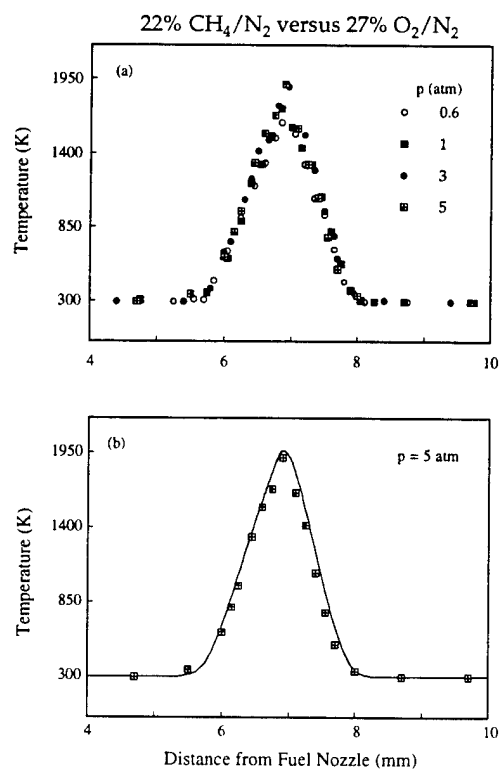 22% CH₄/N₂ versus 27% O₂/N₂
(a)
p (atm)
0.6
1
3
5
Temperature (K)
1950
1400
850
300
4 6 8 10
(b)
p = 5 atm
Temperature (K)
1950
1400
850
300
4 6 8 10
Distance from Fuel Nozzle (mm)